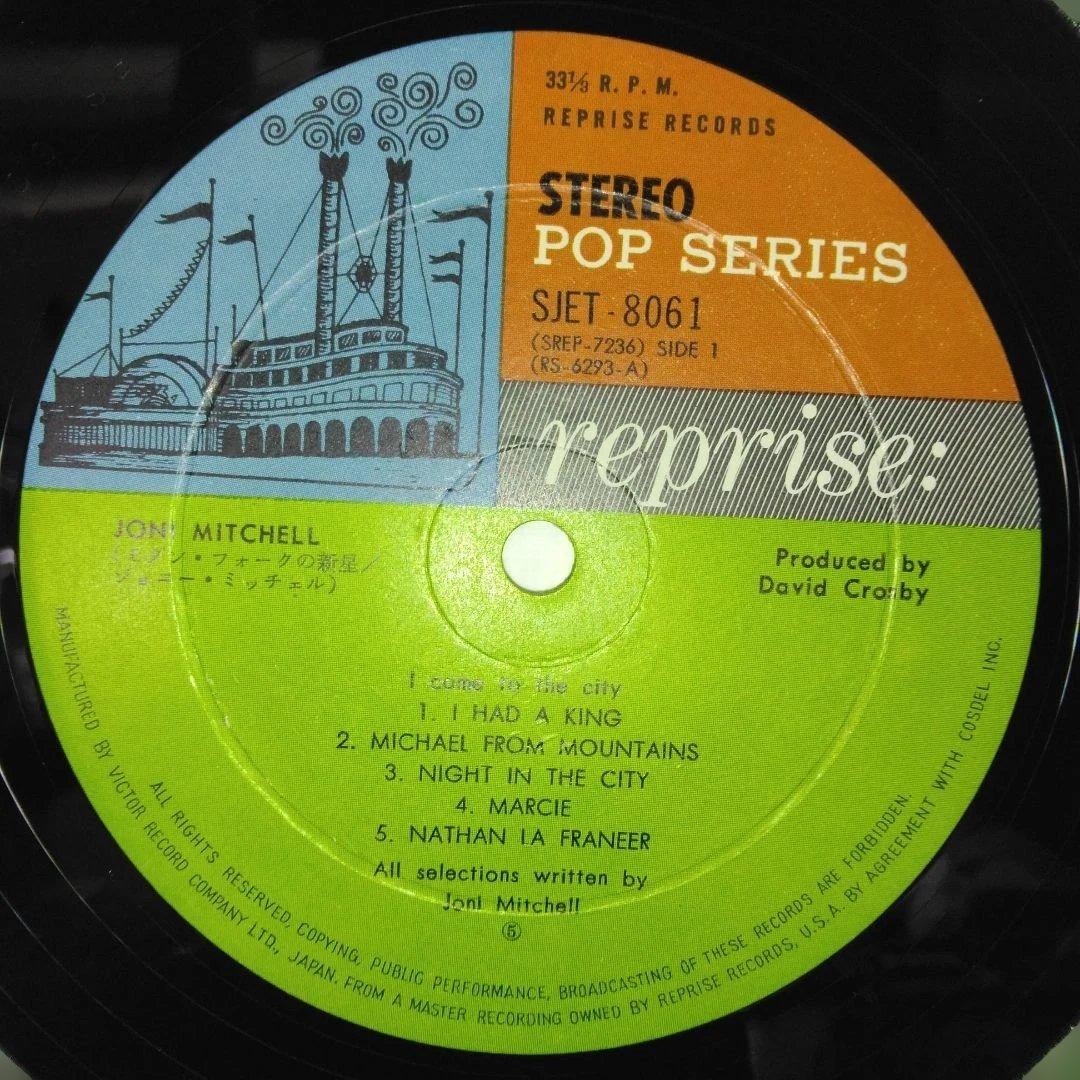 33⅓ R. P. M.
REPRISE RECORDS
STEREO
POP SERIES
SJET-8061
(SREP-7236) SIDE 1
(RS-6293-A)
reprise:
JONI MITCHELL
(モダン・フォークの新星/
ジョニー・ミッチェル)
Produced by
David Crosby
I came to the city
1. I HAD A KING
2. MICHAEL FROM MOUNTAINS
3. NIGHT IN THE CITY
4. MARCIE
5. NATHAN LA FRANEER
All selections written by
Joni Mitchell
⑤
ALL RIGHTS RESERVED, COPYING, PUBLIC PERFORMANCE, BROADCASTING OF THESE RECORDS ARE FORBIDDEN.
MANUFACTURED BY VICTOR RECORD COMPANY LTD., JAPAN. FROM A MASTER RECORDING OWNED BY REPRISE RECORDS, U.S.A. BY AGREEMENT WITH COSDEL INC.